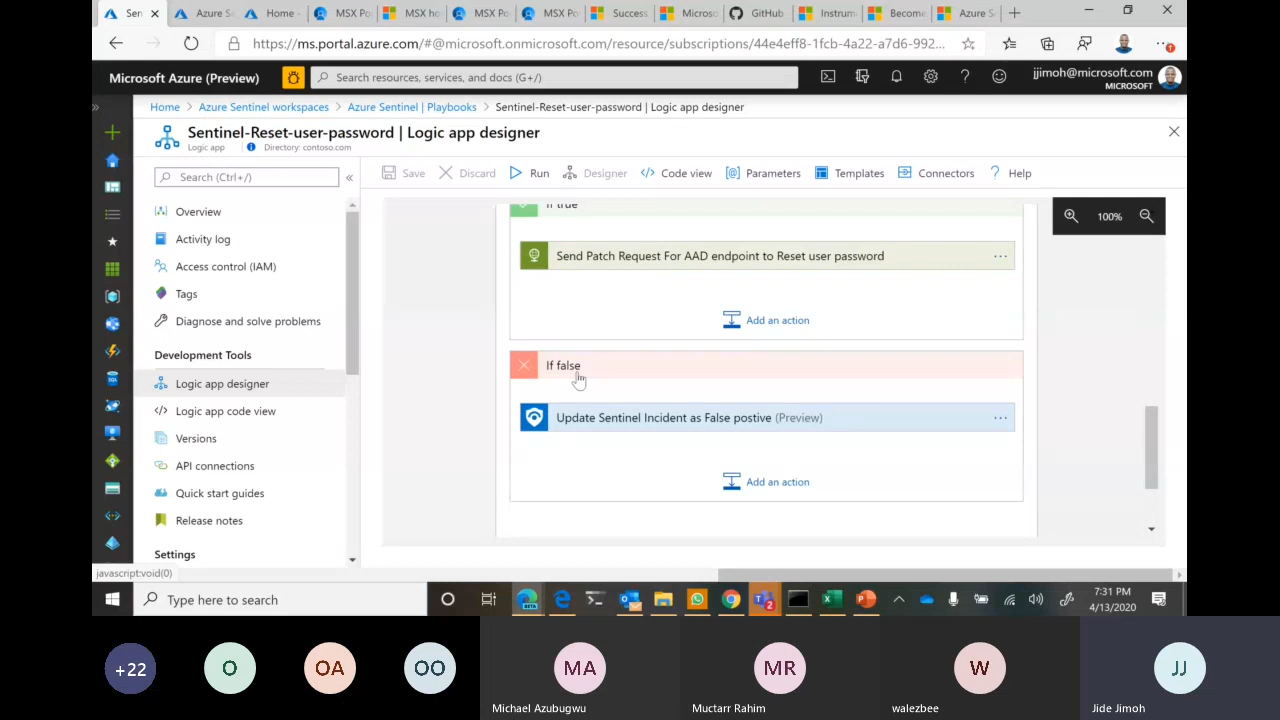 Sen
Azure Se
Home -
MSX Po
MSX ho
MSX Po
MSX Po
Success
Microso
GitHub
Instrum
Become
Azure Se
https://ms.portal.azure.com/#@microsoft.onmicrosoft.com/resource/subscriptions/44e4eff8-1fcb-4a22-a7d6-992...
Microsoft Azure (Preview)
Search resources, services, and docs (G+/)
jjimoh@microsoft.com
MICROSOFT
Home > Azure Sentinel workspaces > Azure Sentinel | Playbooks > Sentinel-Reset-user-password | Logic app designer
Sentinel-Reset-user-password | Logic app designer
Logic app
Directory: contoso.com
Search (Ctrl+/)
Save
Discard
Run
Designer
Code view
Parameters
Templates
Connectors
Help
Overview
Activity log
Access control (IAM)
Tags
Diagnose and solve problems
Development Tools
Logic app designer
Logic app code view
Versions
API connections
Quick start guides
Release notes
Settings
If true
100%
Send Patch Request For AAD endpoint to Reset user password
Add an action
If false
Update Sentinel Incident as False postive (Preview)
Add an action
javascript:void(0)
Type here to search
7:31 PM
4/13/2020
+22
O
OA
OO
MA
MR
W
JJ
Michael Azubugwu
Muctarr Rahim
walezbee
Jide Jimoh